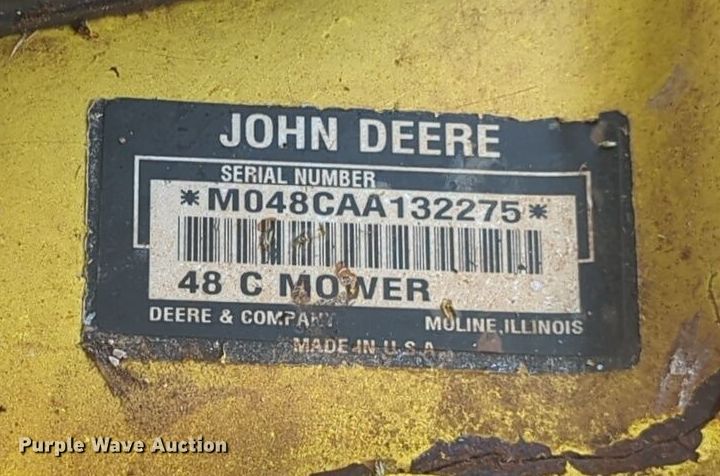 JOHN DEERE
SERIAL NUMBER
*M048CAA132275*
48 C MOWER
DEERE & COMPANY MOLINE, ILLINOIS
MADE IN U.S.A.
Purple Wave Auction